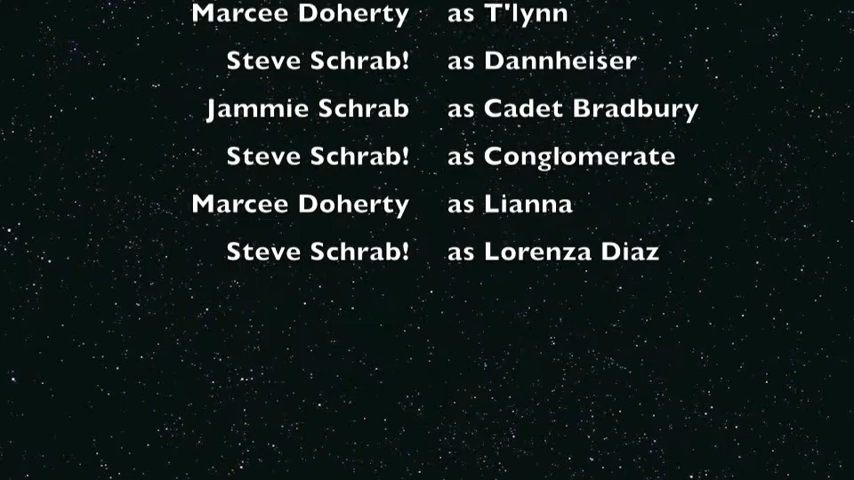 Marcee Doherty as T'lynn
Steve Schrab! as Dannheiser
Jammie Schrab as Cadet Bradbury
Steve Schrab! as Conglomerate
Marcee Doherty as Lianna
Steve Schrab! as Lorenza Diaz